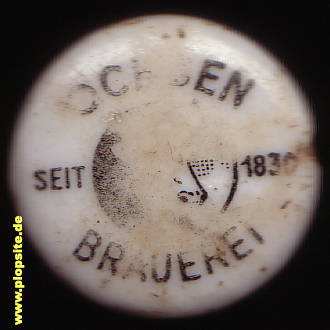 OCHSEN
SEIT 1830
BRAUEREI
www.plopsite.de